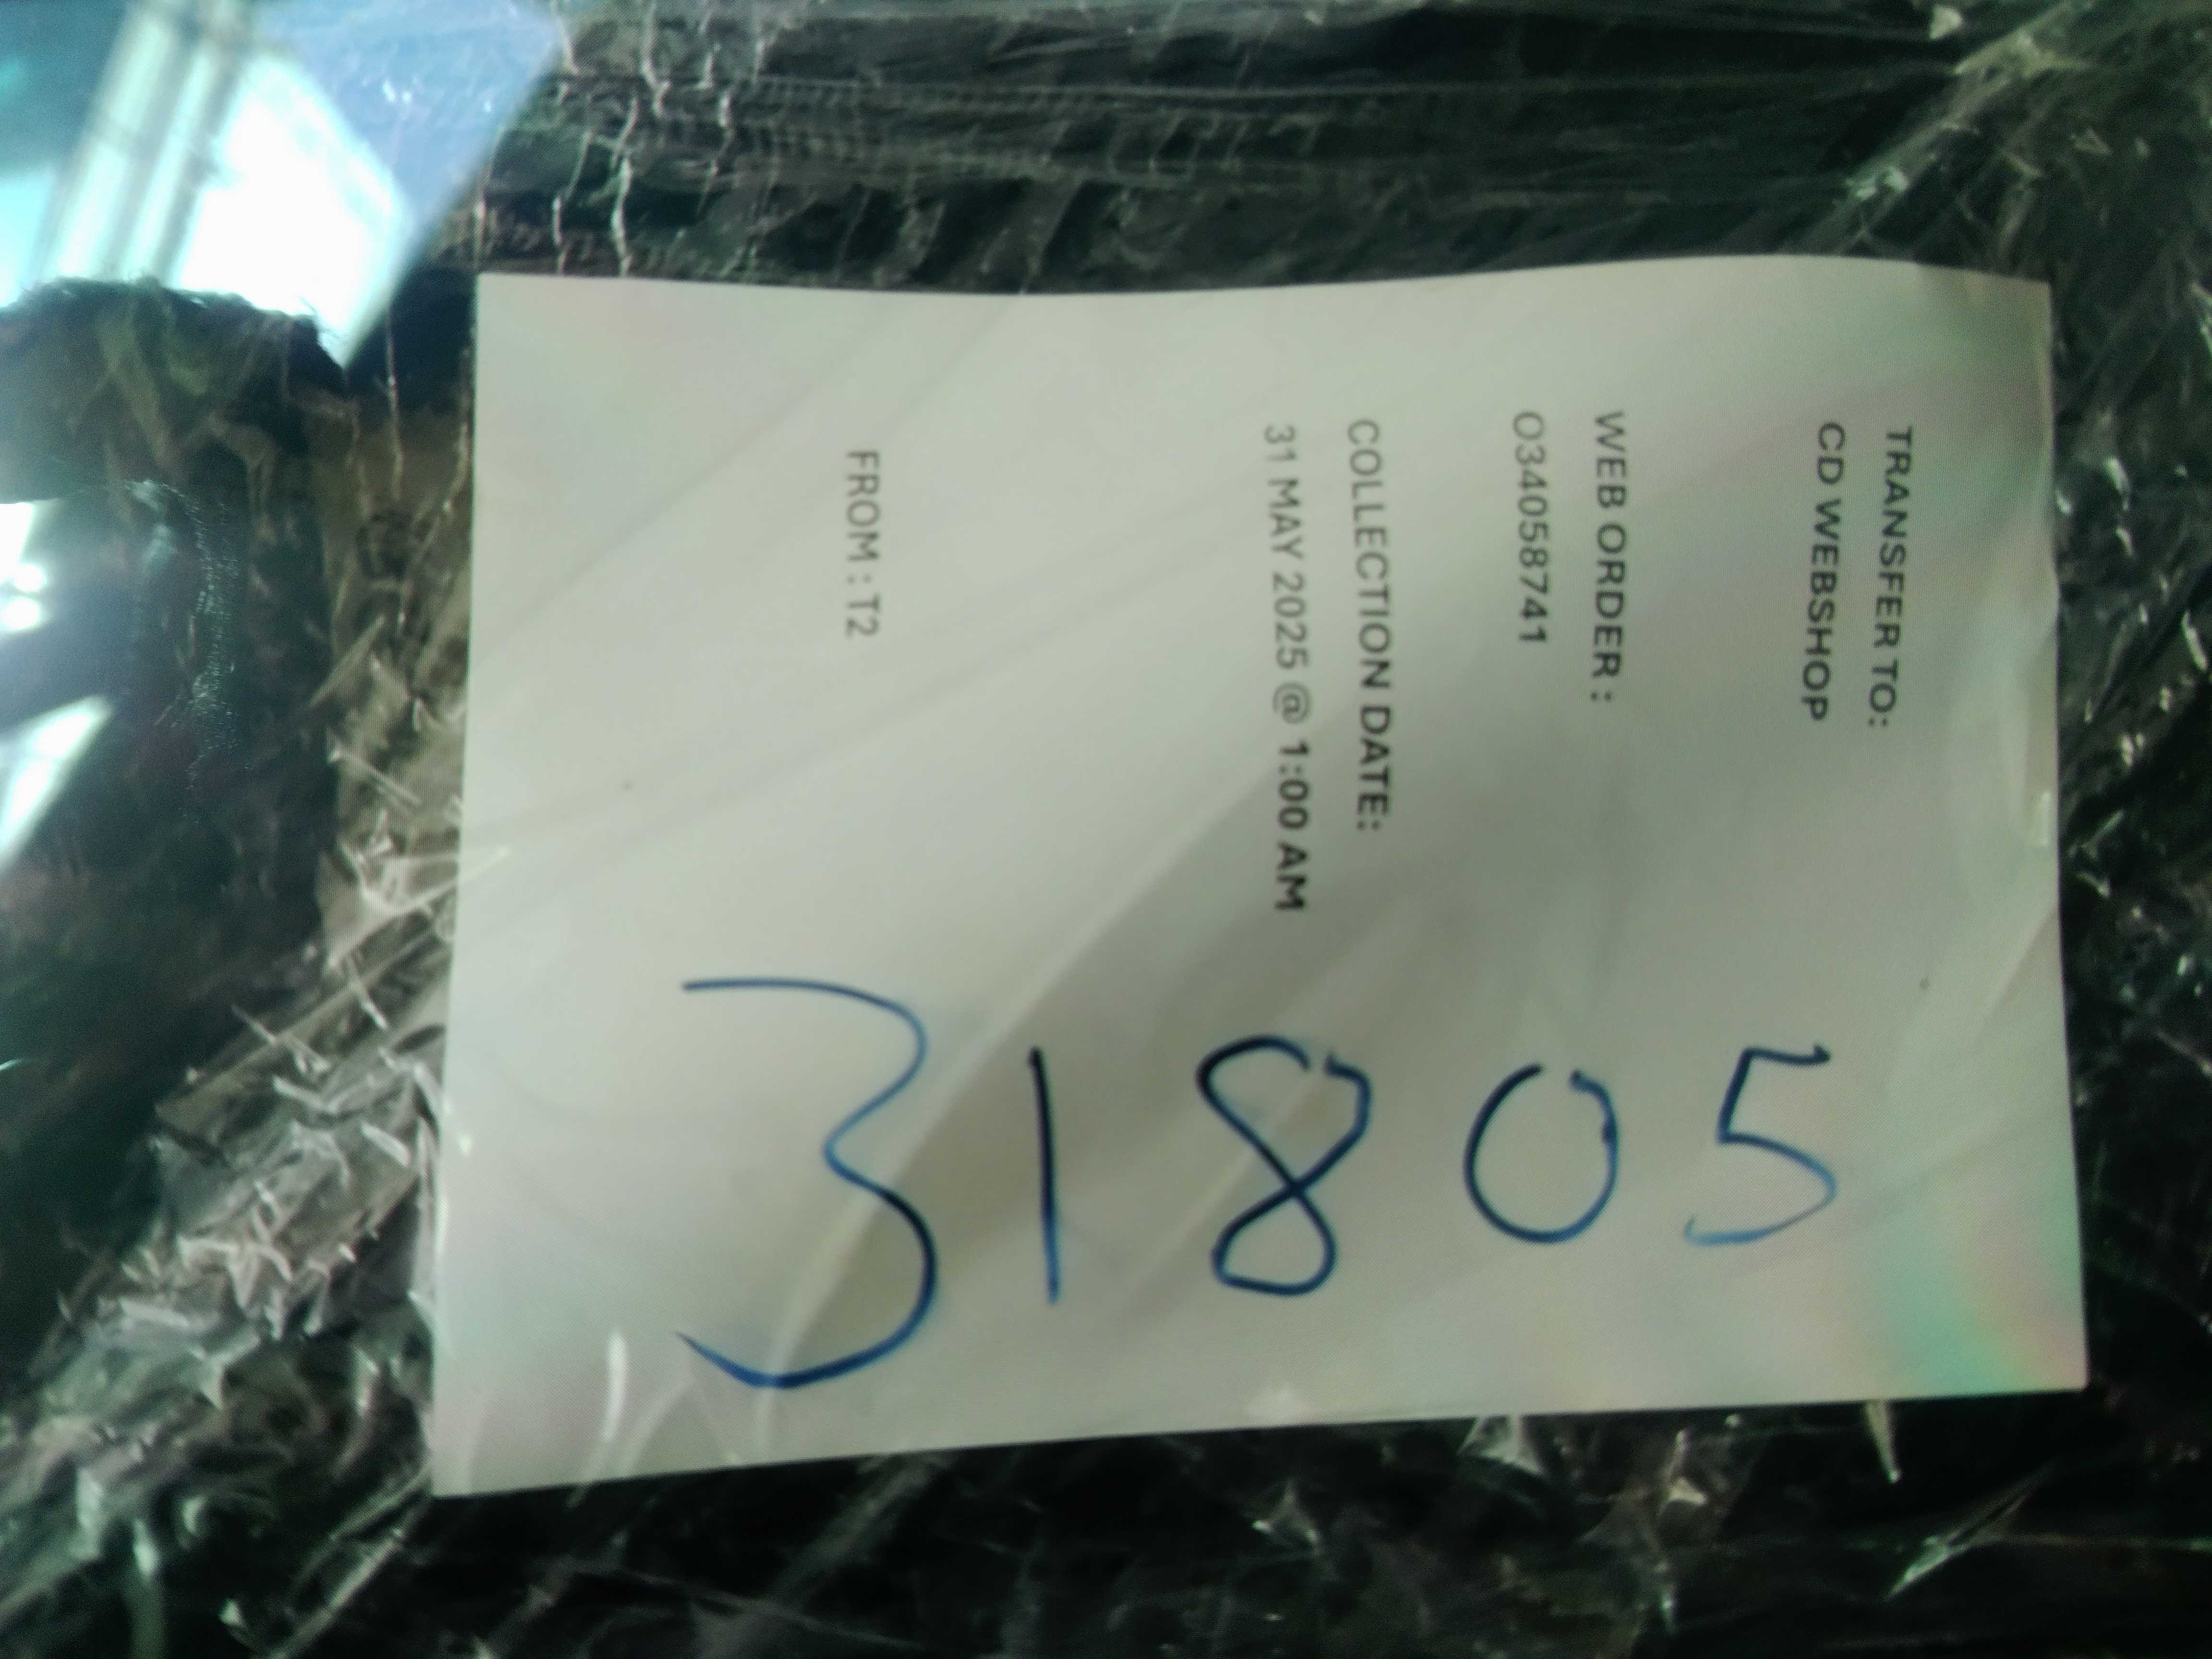 TRANSFER TO:
CD WEBSHOP
WEB ORDER :
O34058741
COLLECTION DATE:
31 MAY 2025 @ 1:00 AM
FROM : T2
31805